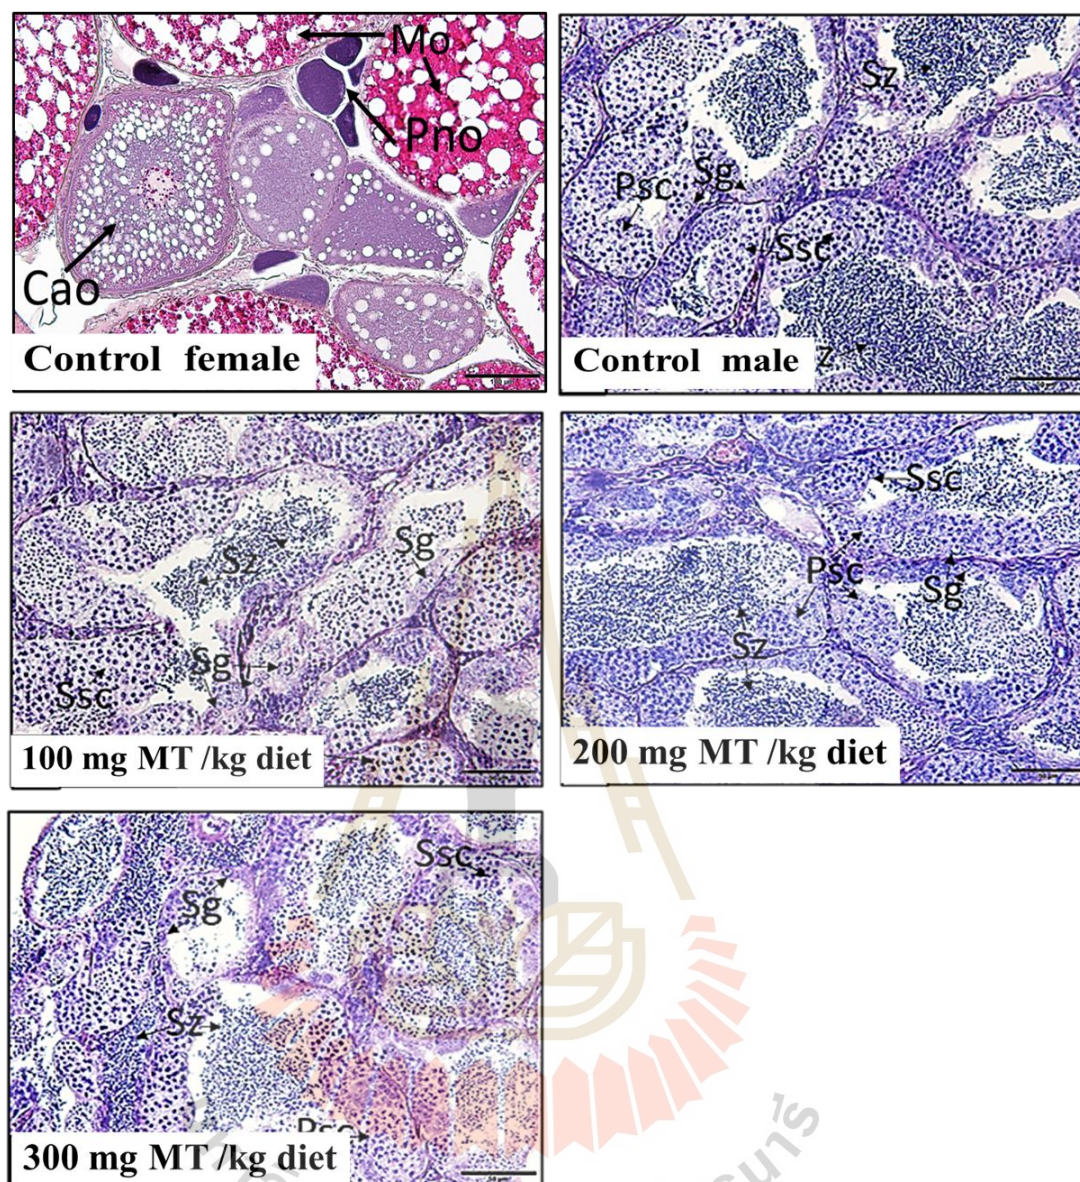 Mo
Pno
Cao
Control female
Sz
Psc
Sg
Ssc
z
Control male
Sz
Sg
Sg
Ssc
100 mg MT /kg diet
Ssc
Psc
Sg
Sz
200 mg MT /kg diet
Ssc
Sg
Sz
Psc
300 mg MT /kg diet